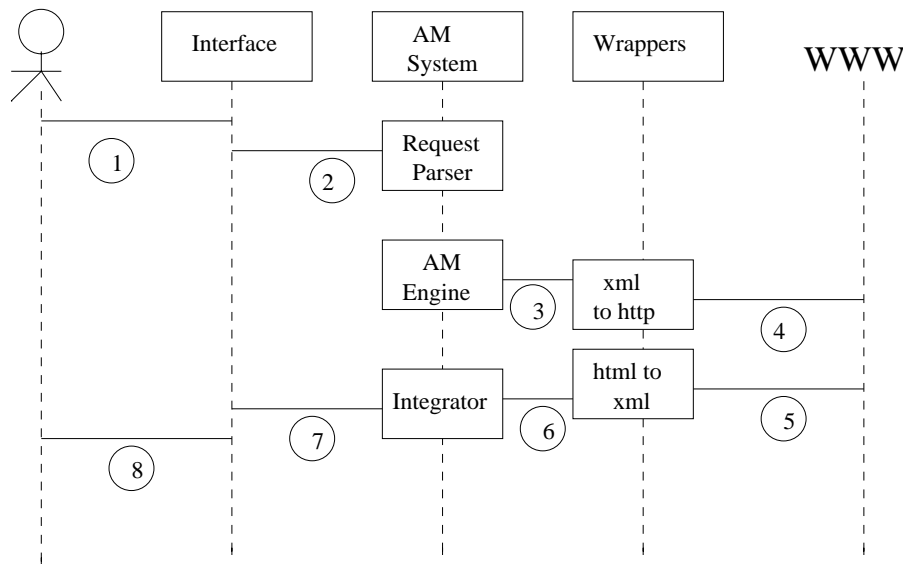 Interface
AM
System
Wrappers
WWW
1
2
Request
Parser
AM
Engine
3
xml
to http
4
Integrator
html to
xml
5
6
7
8